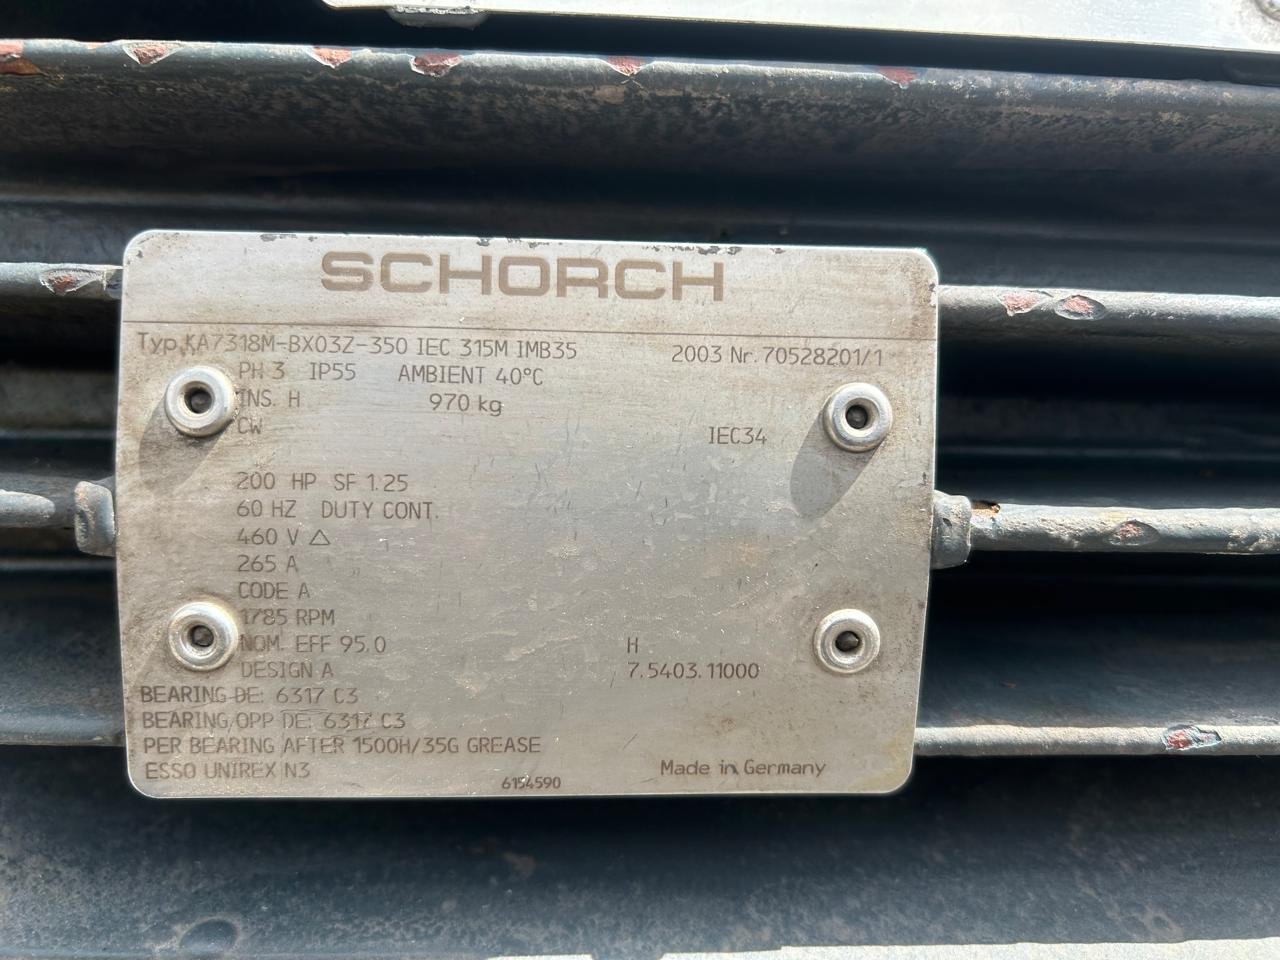 SCHORCH
Typ KA7318M-BX03Z-350 IEC 315M IMB35 2003 Nr. 70528201/1
PH 3 IP55 AMBIENT 40°C
INS. H 970 kg
CW IEC34
200 HP SF 1.25
60 HZ DUTY CONT.
460 V △
265 A
CODE A
1785 RPM
NOM. EFF 95.0 H
DESIGN A 7.5403.11000
BEARING DE: 6317 C3
BEARING OPP DE: 6317 C3
PER BEARING AFTER 1500H/35G GREASE
ESSO UNIREX N3 Made in Germany
6154590